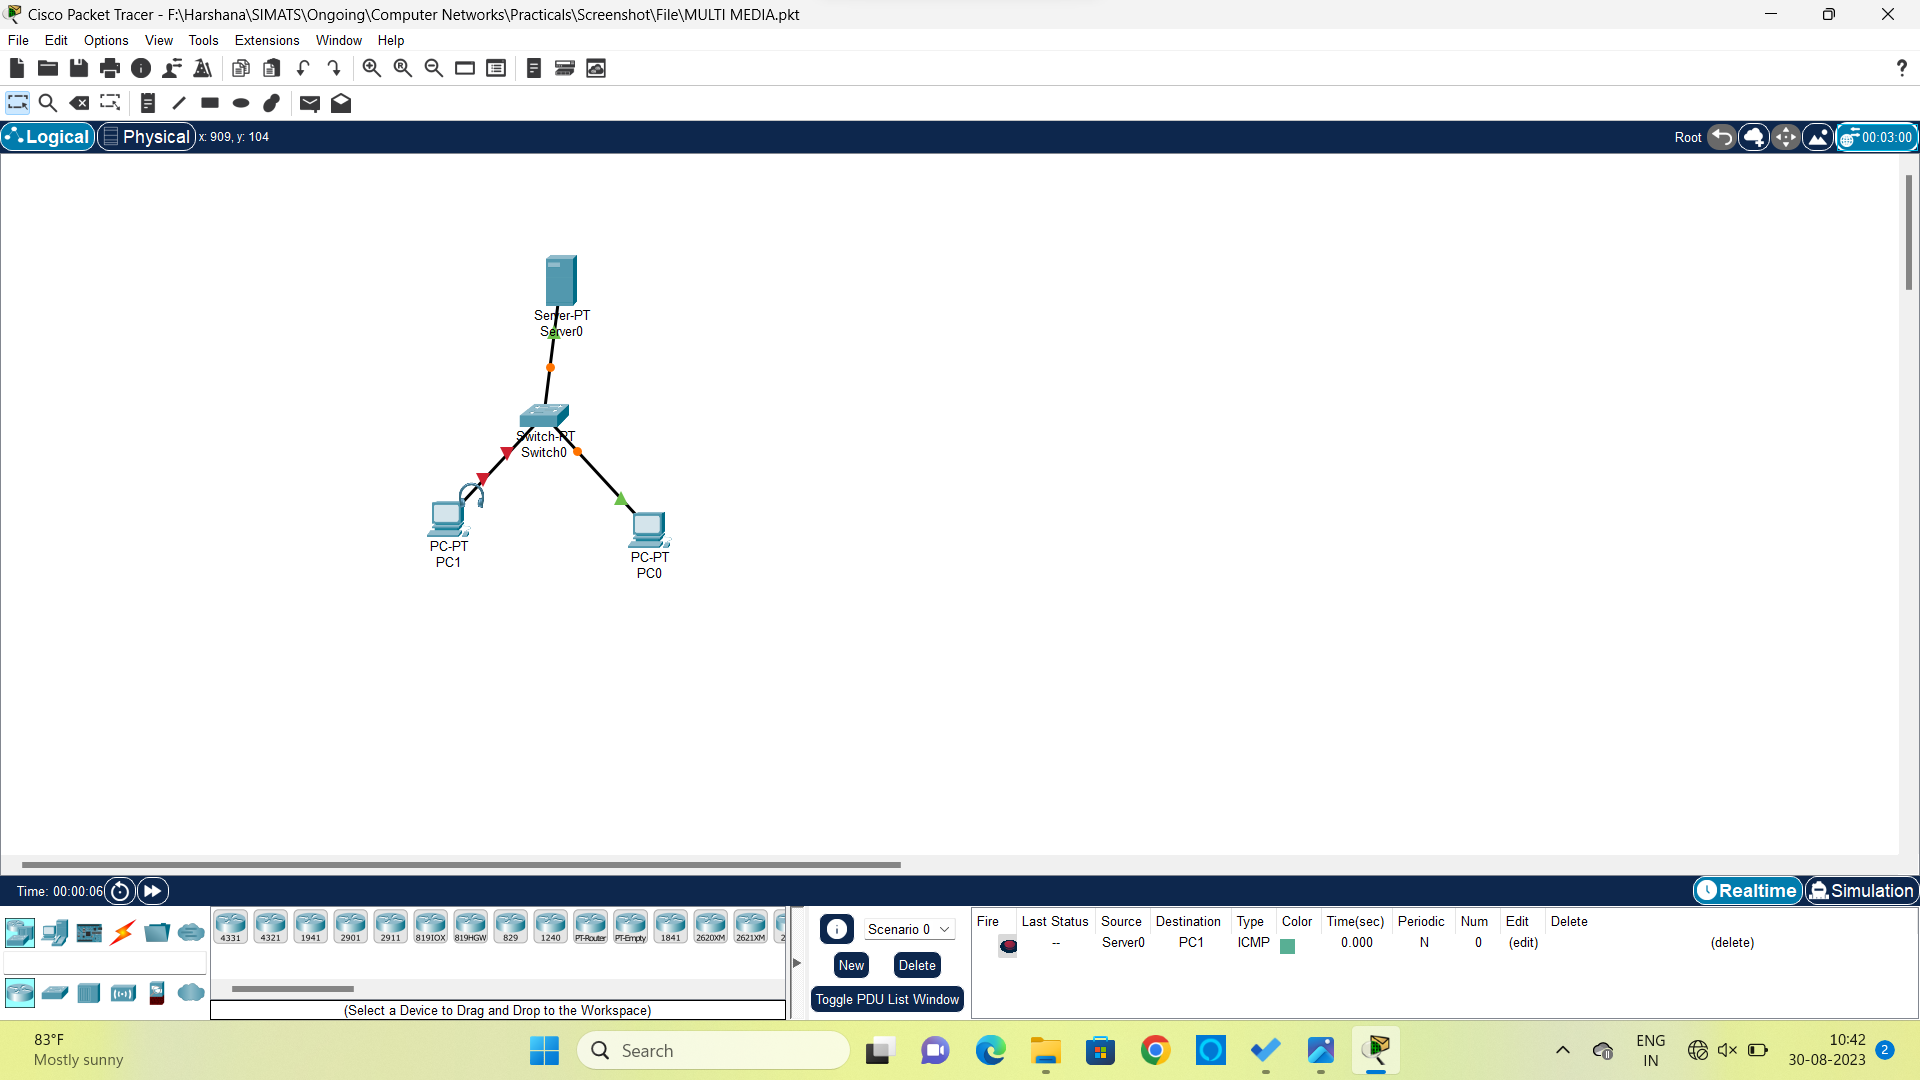 Cisco Packet Tracer - F:\Harshana\SIMATS\Ongoing\Computer Networks\Practicals\Screenshot\File\MULTI MEDIA.pkt
File Edit Options View Tools Extensions Window Help
?
Logical Physical x: 909, y: 104 Root 00:03:00
Server-PT
Server0
Switch-PT
Switch0
PC-PT
PC1
PC-PT
PC0
Time: 00:00:06 Realtime Simulation
4331 4321 1941 2901 2911 819IOX 819HGW 829 1240 PT-Router PT-Empty 1841 2620XM 2621XM 2
(Select a Device to Drag and Drop to the Workspace)
Scenario 0
New Delete
Toggle PDU List Window
Fire Last Status Source Destination Type Color Time(sec) Periodic Num Edit Delete
-- Server0 PC1 ICMP 0.000 N 0 (edit) (delete)
83°F
Mostly sunny
Search
ENG
IN
10:42
30-08-2023
2